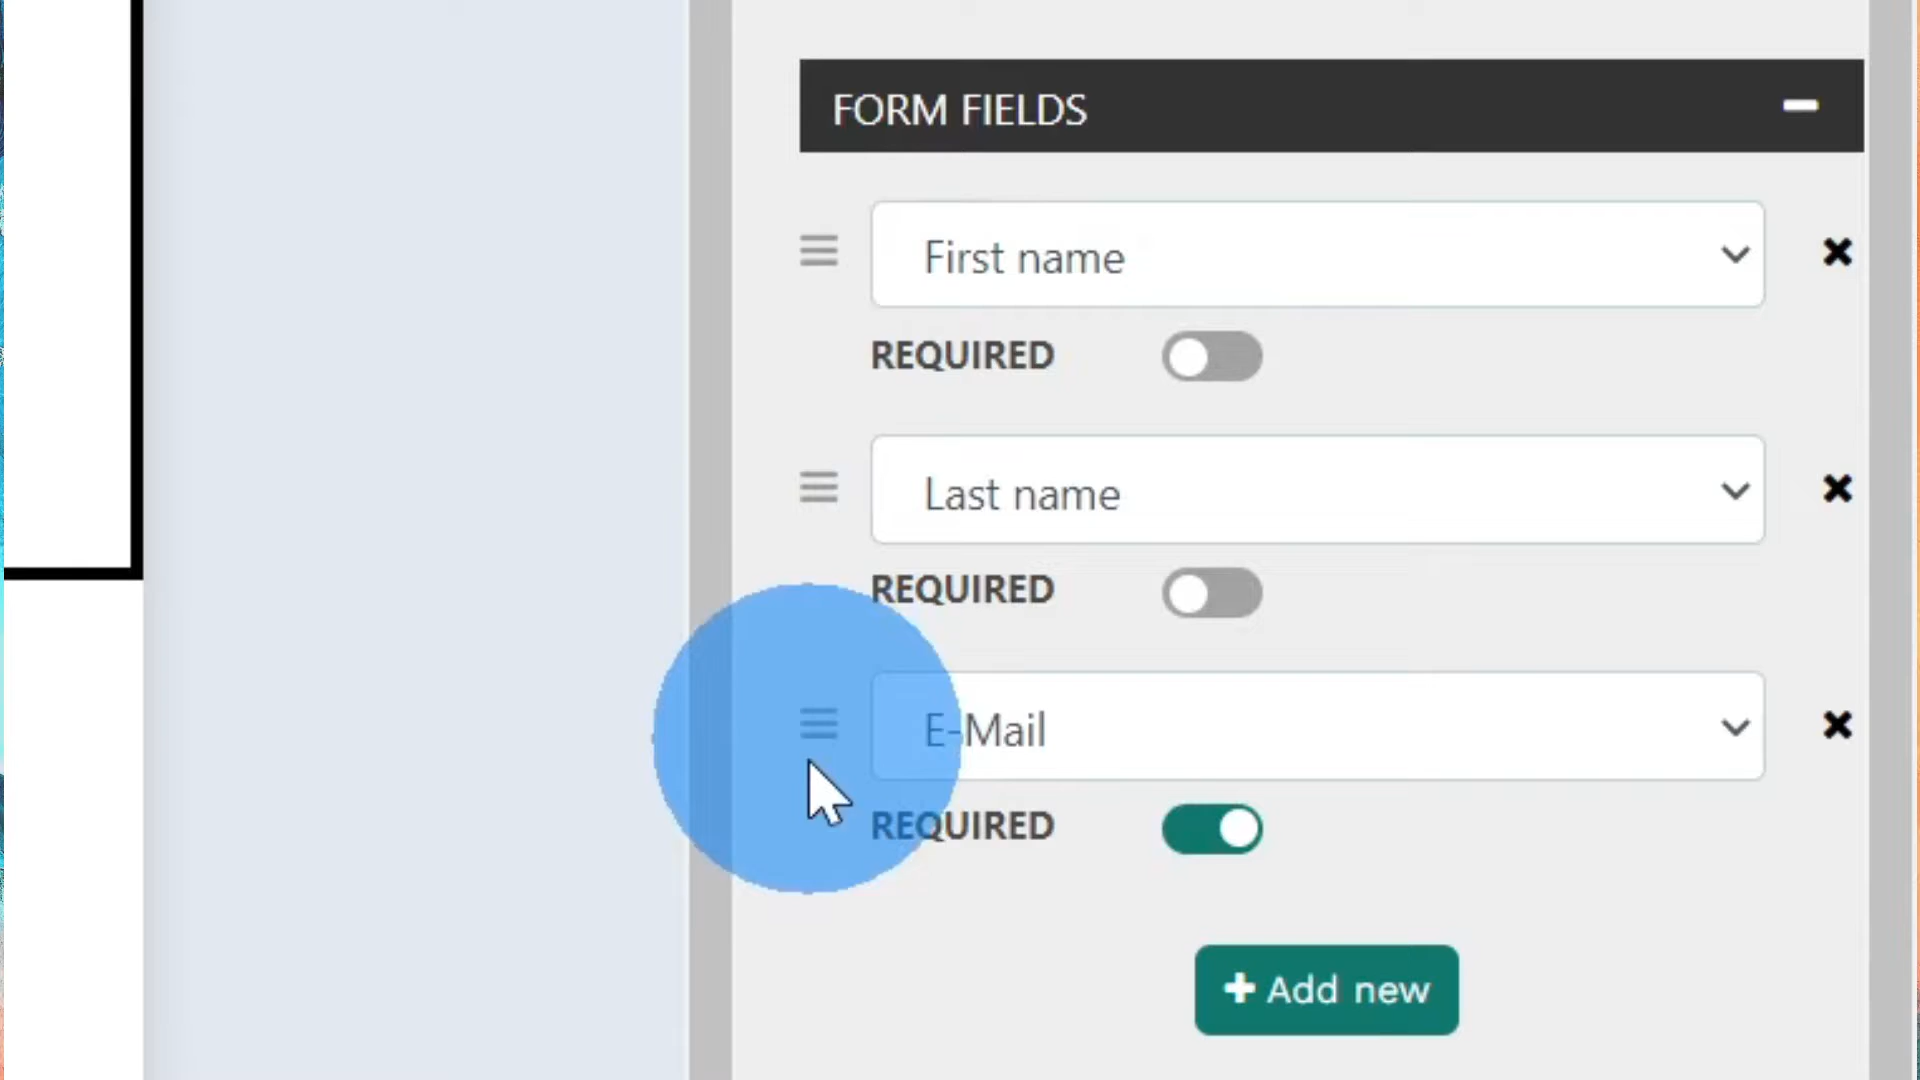 FORM FIELDS
First name
REQUIRED
Last name
REQUIRED
E-Mail
REQUIRED
Add new